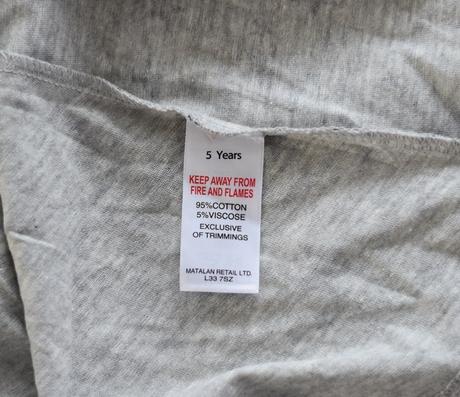 5 Years
KEEP AWAY FROM
FIRE AND FLAMES
95%COTTON
5%VISCOSE
EXCLUSIVE
OF TRIMMINGS
MATALAN RETAIL LTD.
L33 7SZ